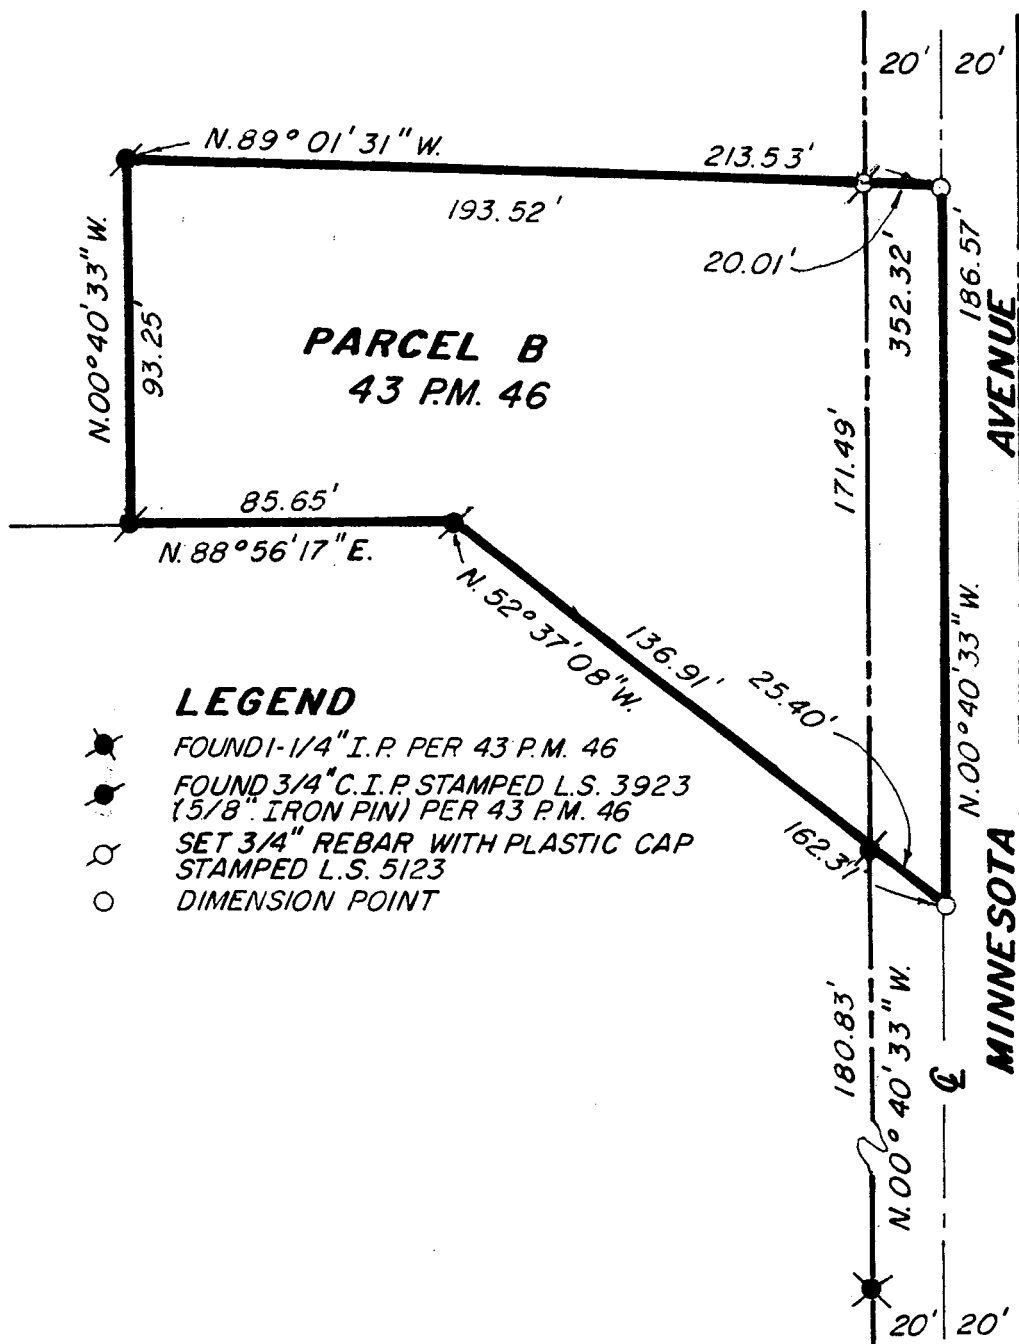 20' 20'
N.89°01'31"W.
213.53'
193.52'
20.01'
N.00°40'33"W.
93.25'
352.32'
186.57'
PARCEL B
43 P.M. 46
171.49'
85.65'
N.88°56'17"E.
N.52°37'08"W.
136.91'
25.40'
162.31'
N.00°40'33"W.
MINNESOTA AVENUE
LEGEND
FOUND 1-1/4" I.P. PER 43 P.M. 46
FOUND 3/4" C.I.P. STAMPED L.S. 3923
(5/8" IRON PIN) PER 43 P.M. 46
SET 3/4" REBAR WITH PLASTIC CAP
STAMPED L.S. 5123
DIMENSION POINT
180.83'
N.00°40'33"W.
20' 20'